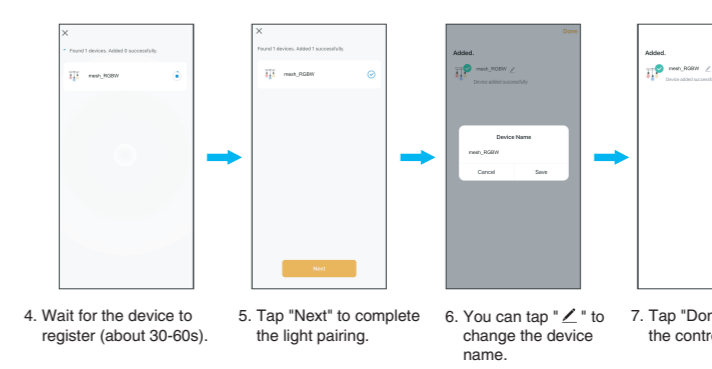 ×
Found 1 devices. Added 0 successfully.
mesh_RGBW
×
Found 1 devices. Added 1 successfully.
mesh_RGBW
Next
Done
Added.
mesh_RGBW
Device added successfully
Device Name
mesh_RGBW
Cancel
Save
Added.
mesh_RGBW
Device added
4. Wait for the device to
register (about 30-60s).
5. Tap "Next" to complete
the light pairing.
6. You can tap " " to
change the device
name.
7. Tap
the